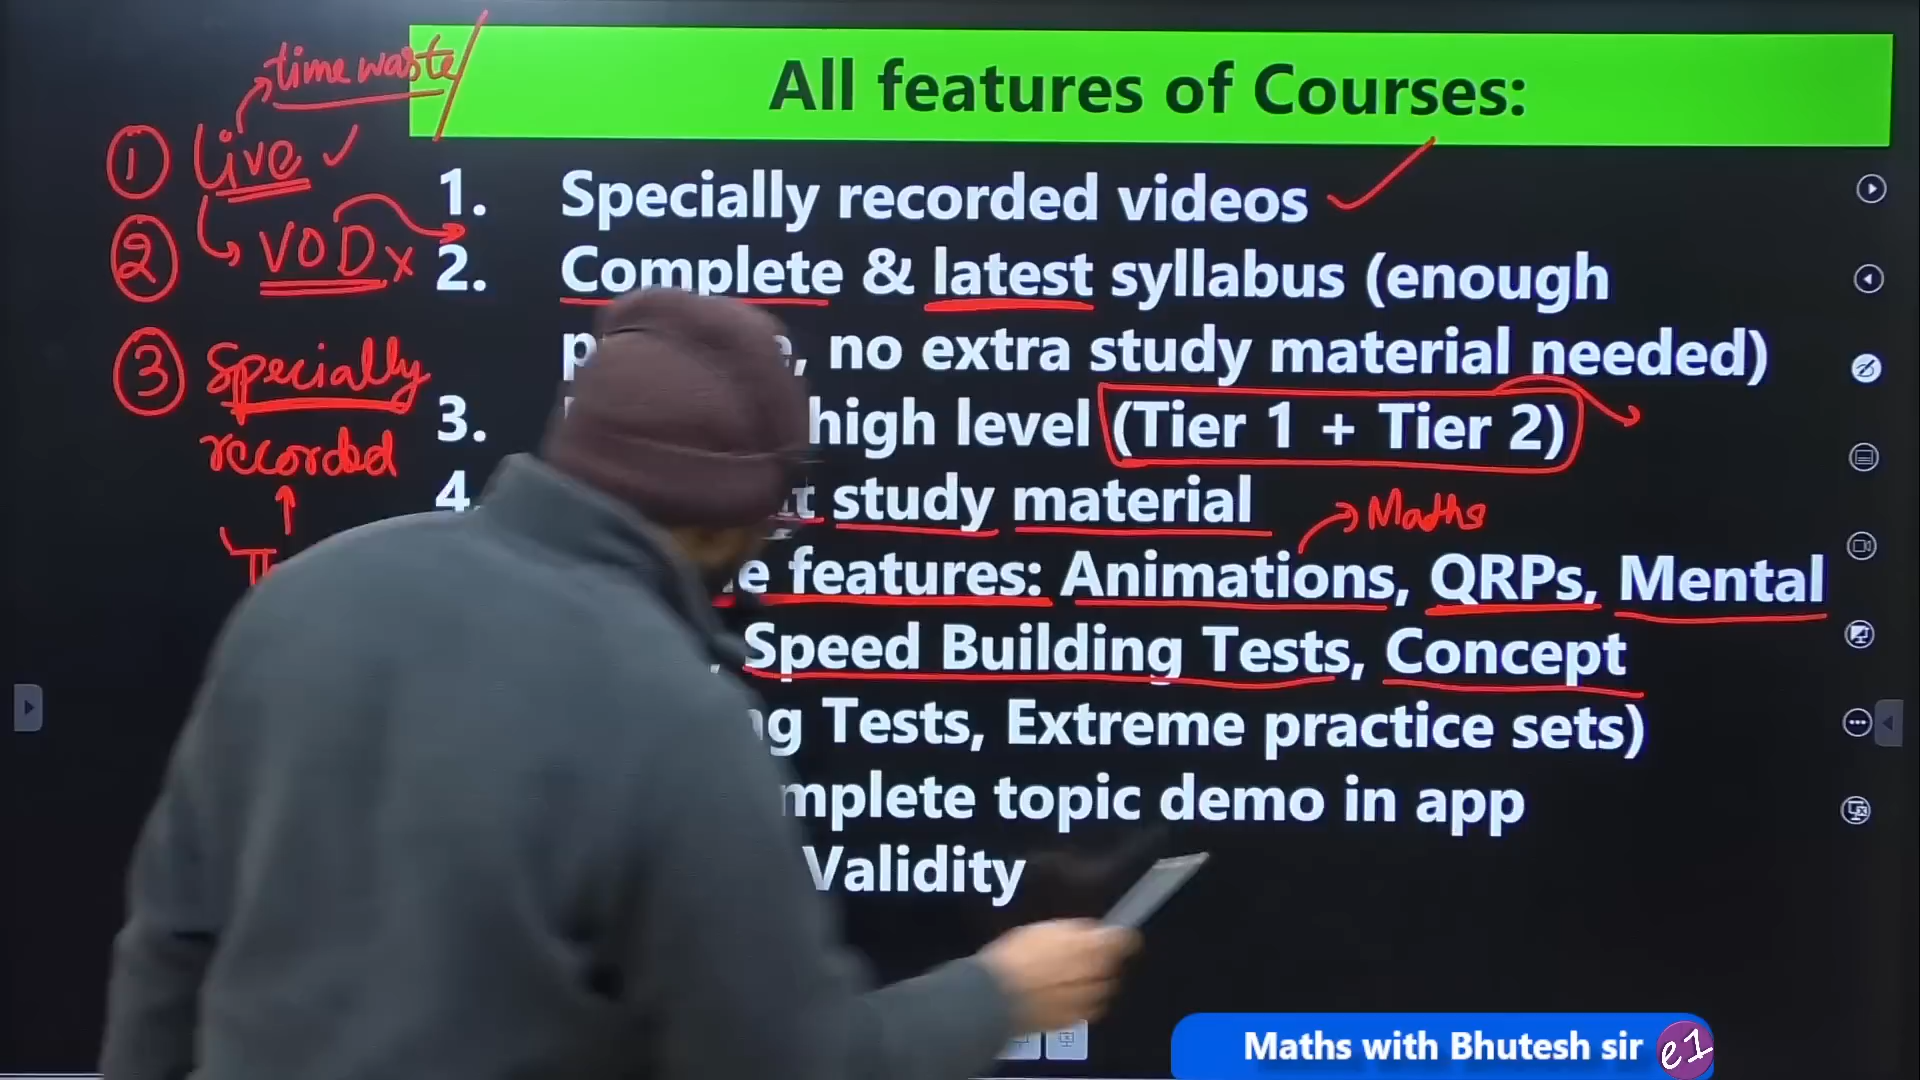 time waste
All features of Courses:
① Live ✓
1. Specially recorded videos
② VOD x
2. Complete & latest syllabus (enough
no extra study material needed)
③ Specially
recorded
3. high level (Tier 1 + Tier 2)
4. study material
Maths
features: Animations, QRPs, Mental
Speed Building Tests, Concept
Tests, Extreme practice sets)
topic demo in app
Validity
Maths with Bhutesh sir e1